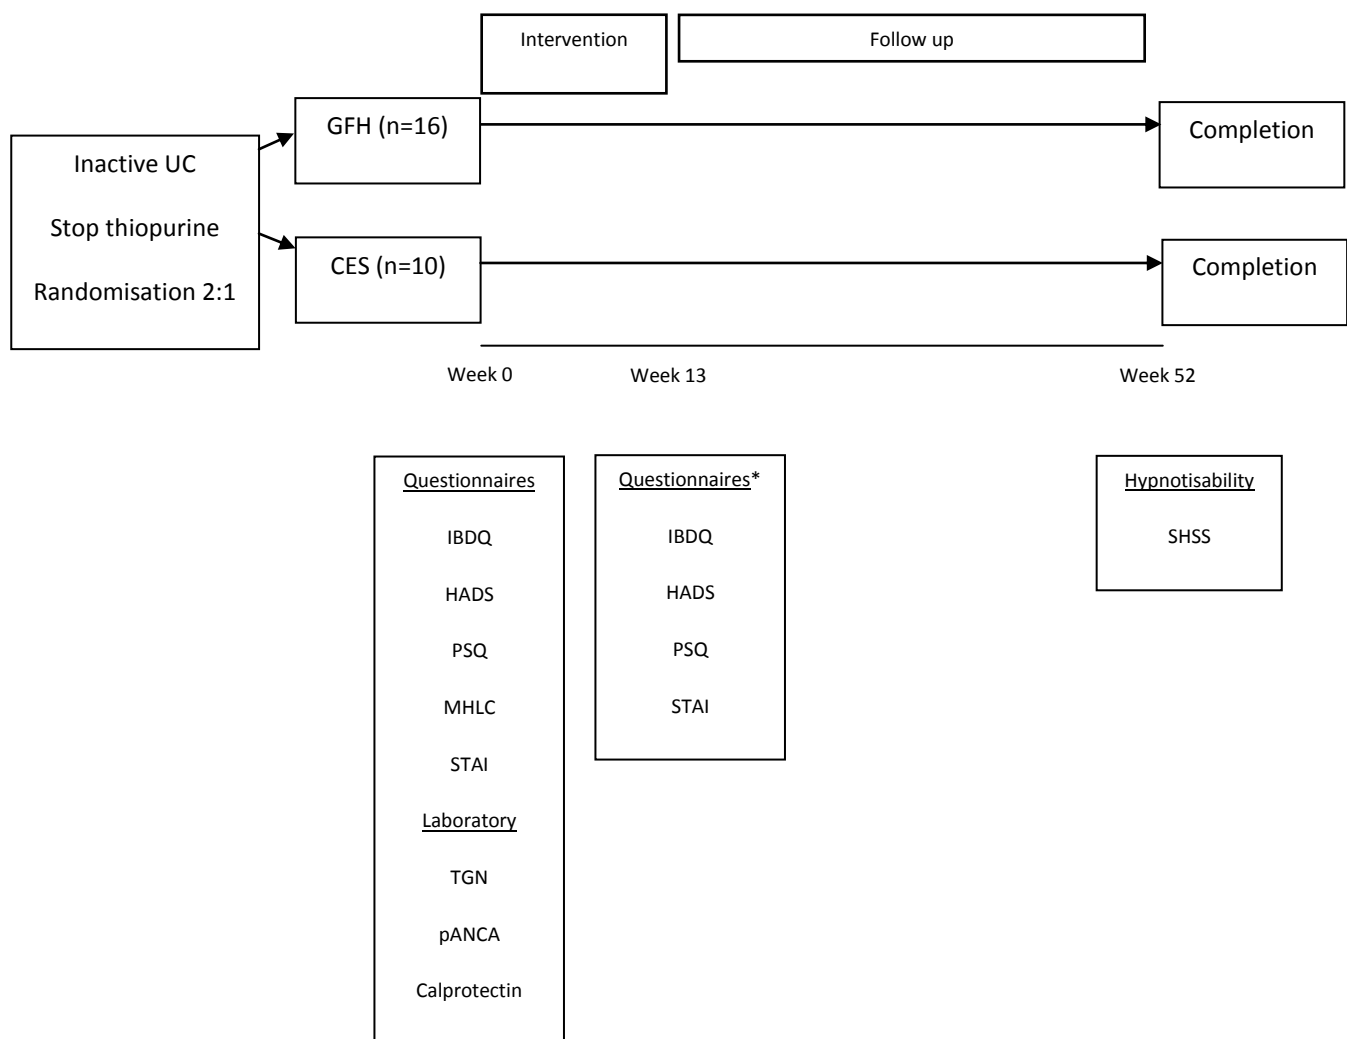 Intervention
Follow up
GFH (n=16)
Completion
Inactive UC
Stop thiopurine
Randomisation 2:1
CES (n=10)
Completion
Week 0
Week 13
Week 52
Questionnaires
IBDQ
HADS
PSQ
MHLC
STAI
Laboratory
TGN
pANCA
Calprotectin
Questionnaires*
IBDQ
HADS
PSQ
STAI
Hypnotisability
SHSS